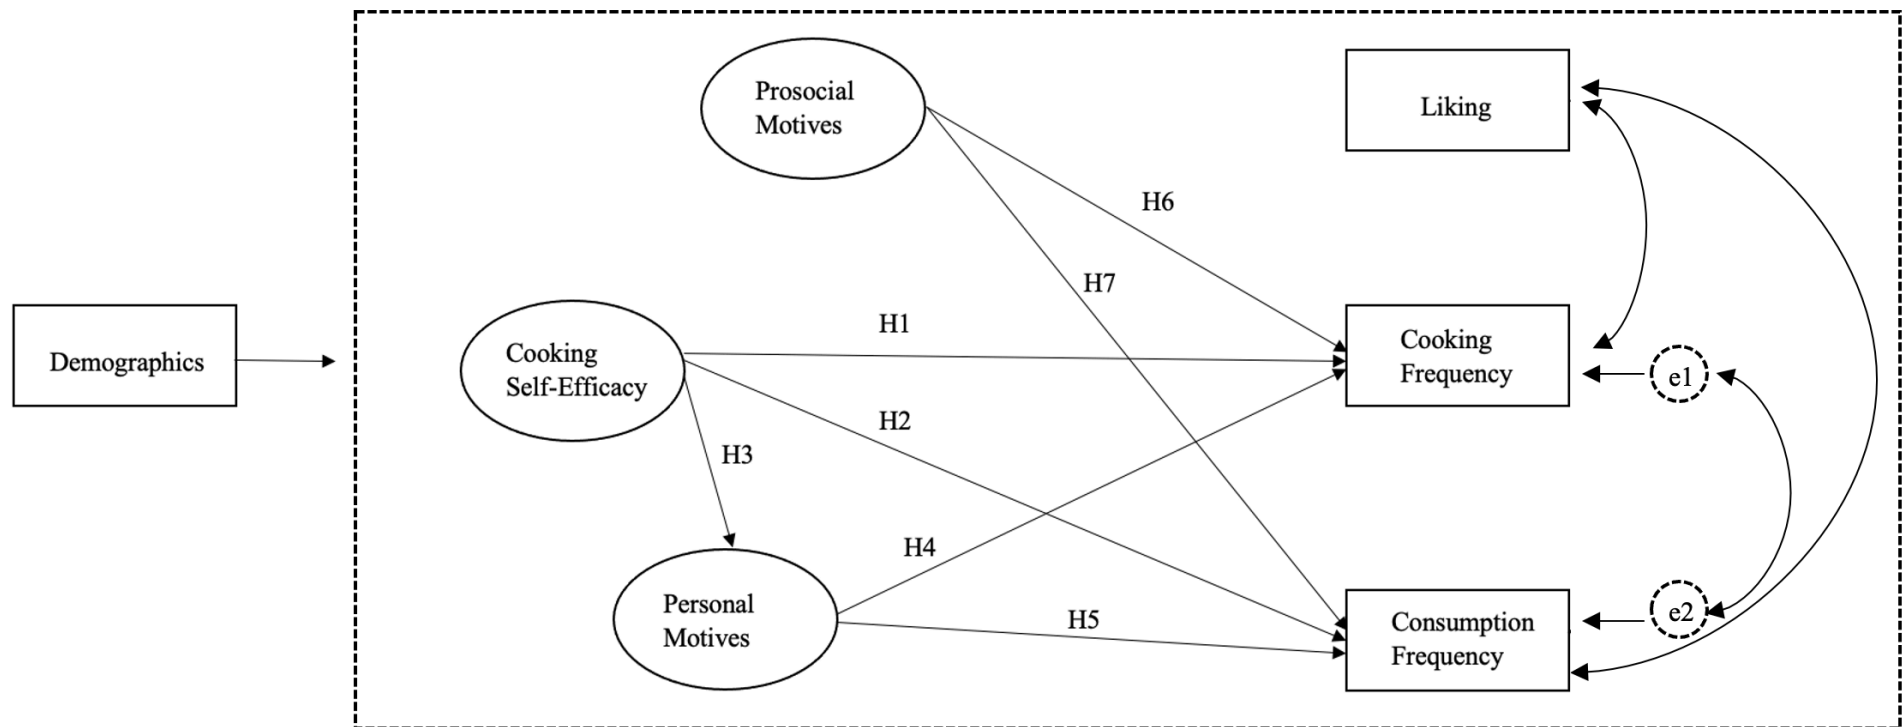 Prosocial
Motives
Liking
H6
H7
H1
Demographics
Cooking
Self-Efficacy
Cooking
Frequency
e1
H2
H3
H4
Personal
Motives
H5
Consumption
Frequency
e2